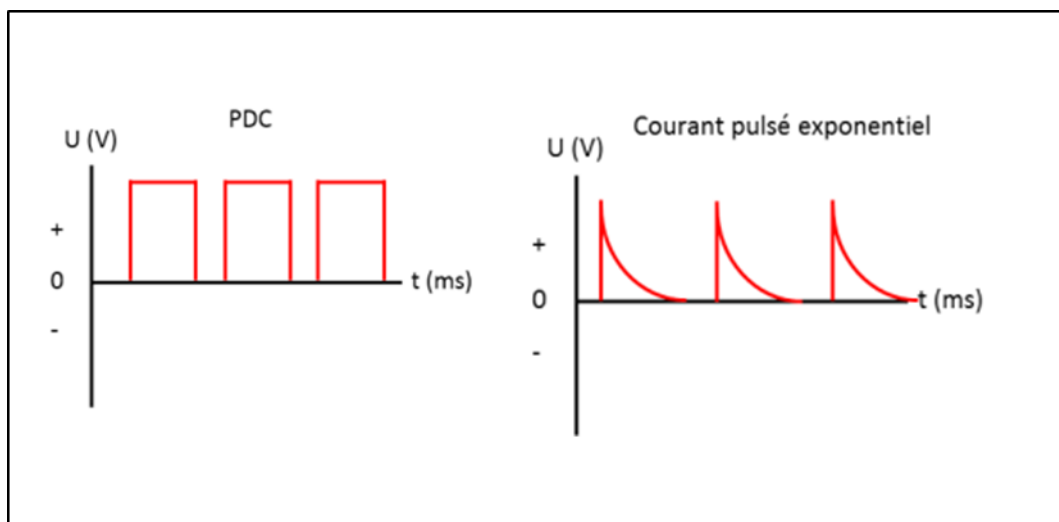 PDC
U (V)
+
0
-
t (ms)
Courant pulsé exponentiel
U (V)
+
0
-
t (ms)